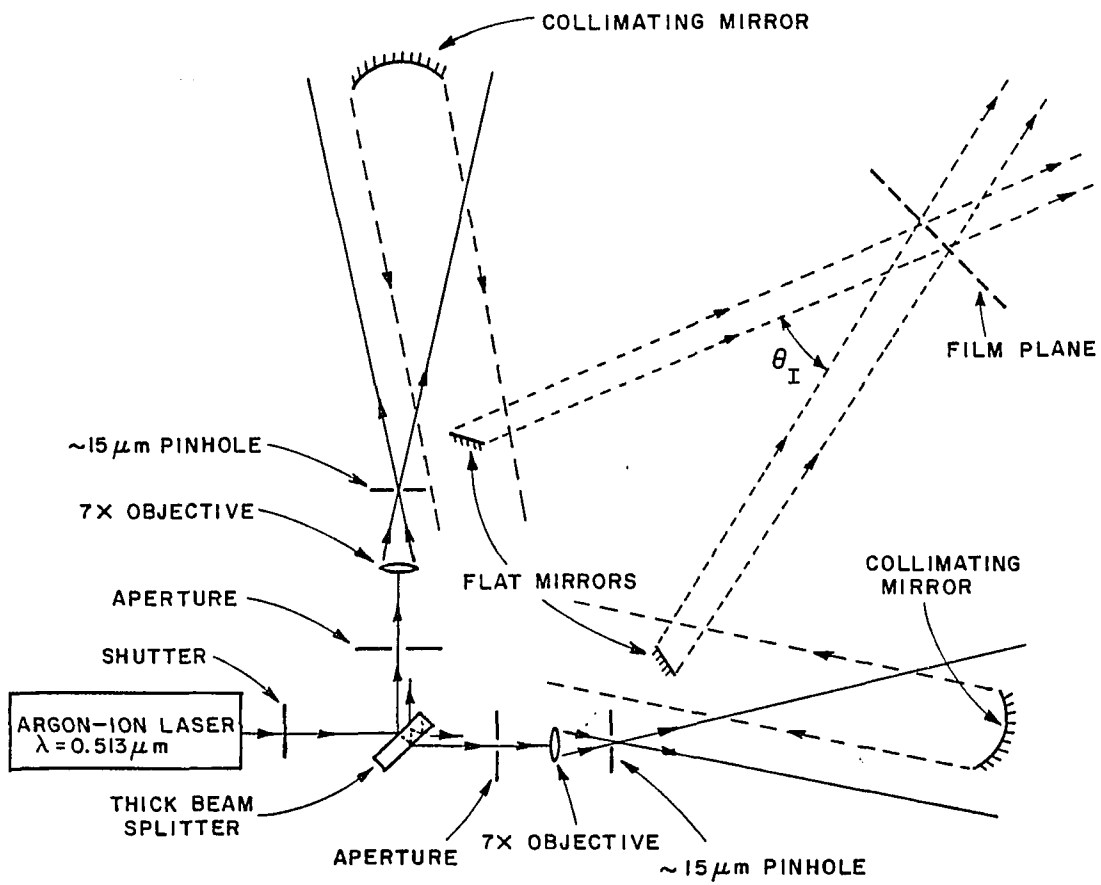 COLLIMATING MIRROR
FILM PLANE
θI
~15 μm PINHOLE
7X OBJECTIVE
FLAT MIRRORS
COLLIMATING
MIRROR
APERTURE
SHUTTER
ARGON-ION LASER
λ = 0.513 μm
THICK BEAM
SPLITTER
APERTURE
7X OBJECTIVE
~15 μm PINHOLE